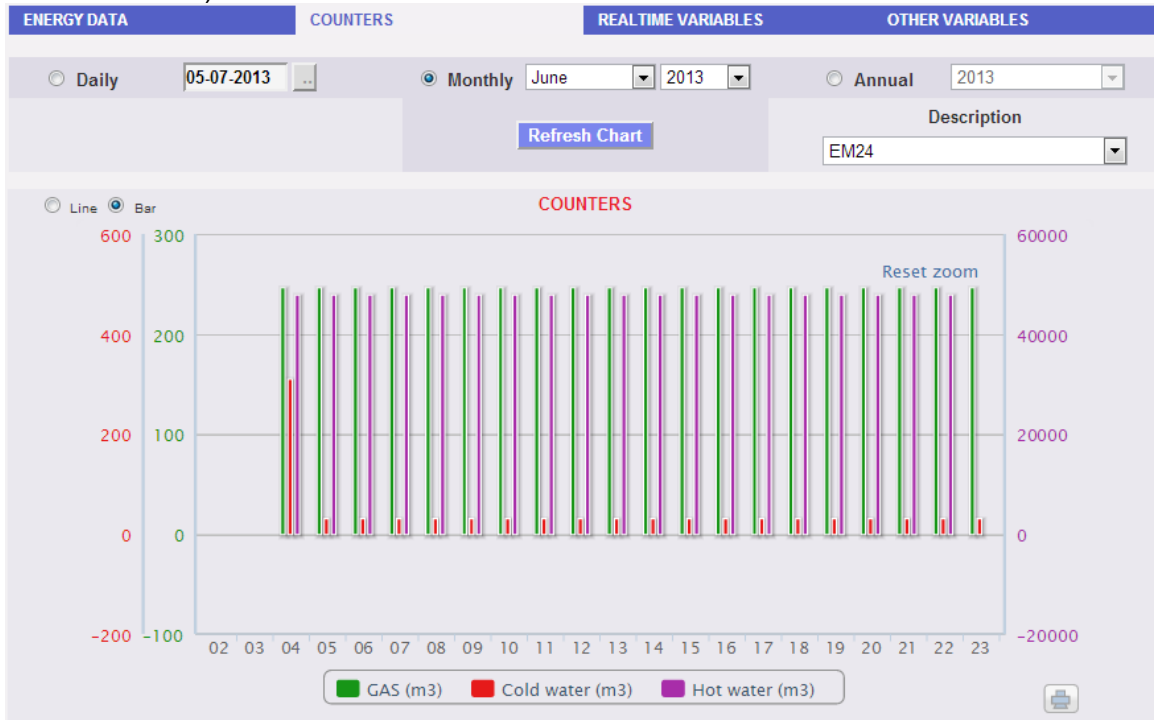 ENERGY DATA COUNTERS REALTIME VARIABLES OTHER VARIABLES
Daily 05-07-2013 .. Monthly June 2013 Annual 2013
Description
Refresh Chart
EM24
Line Bar COUNTERS
600 300 60000
Reset zoom
400 200 40000
200 100 20000
0 0 0
-200 -100 -20000
02 03 04 05 06 07 08 09 10 11 12 13 14 15 16 17 18 19 20 21 22 23
GAS (m3) Cold water (m3) Hot water (m3)